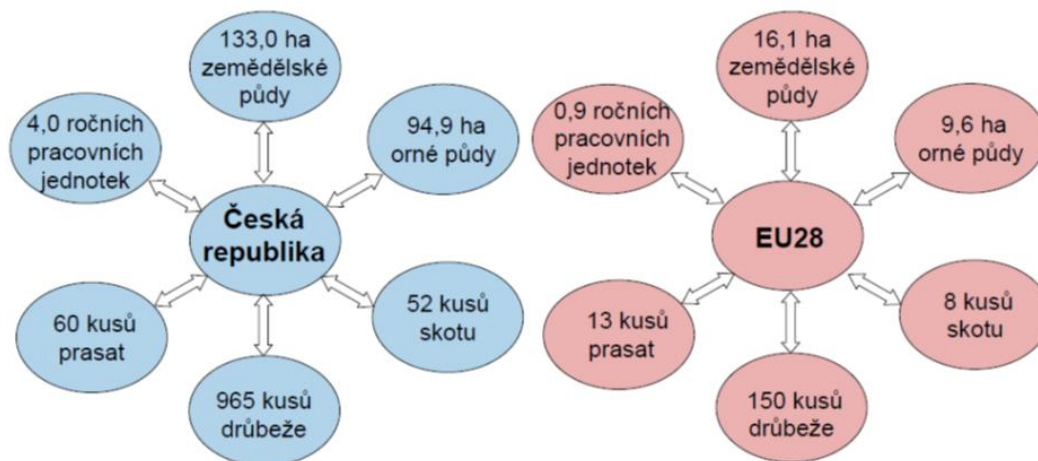 133,0 ha
zemědělské
půdy
4,0 ročních
pracovních
jednotek
94,9 ha
orné půdy
Česká
republika
60 kusů
prasat
52 kusů
skotu
965 kusů
drůbeže
16,1 ha
zemědělské
půdy
0,9 ročních
pracovních
jednotek
9,6 ha
orné půdy
EU28
13 kusů
prasat
8 kusů
skotu
150 kusů
drůbeže